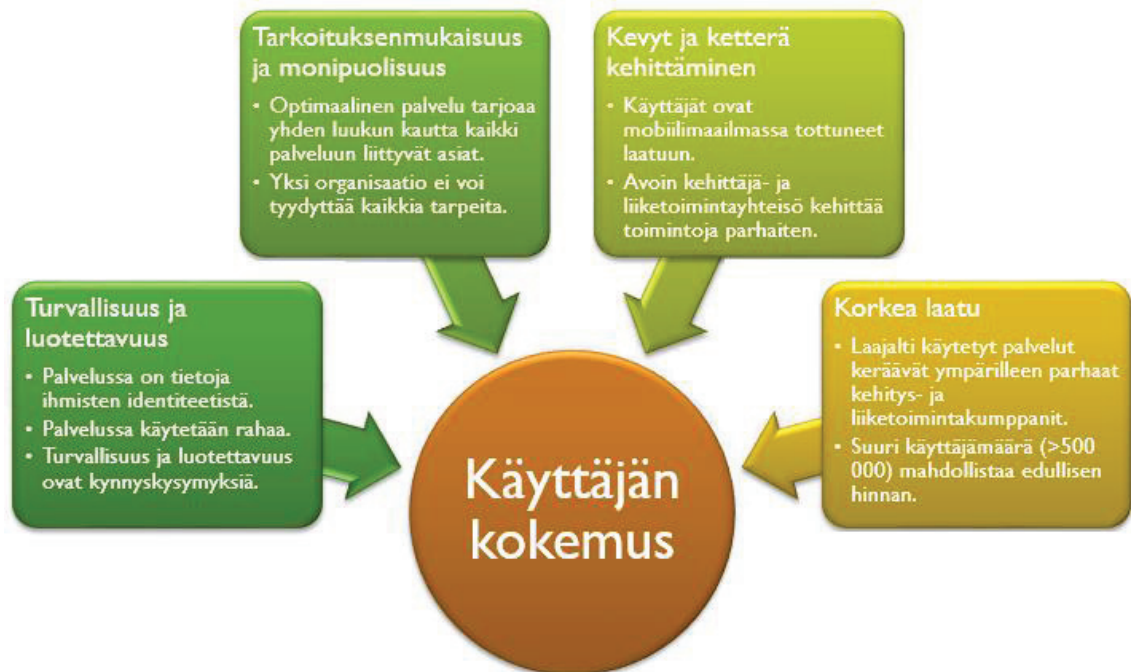 Tarkoituksenmukaisuus
ja monipuolisuus
• Optimaalinen palvelu tarjoaa
yhden luukun kautta kaikki
palveluun liittyvät asiat.
• Yksi organisaatio ei voi
tyydyttää kaikkia tarpeita.
Kevyt ja ketterä
kehittäminen
• Käyttäjät ovat
mobiilimaailmassa tottuneet
laatuun.
• Avoin kehittäjä- ja
liiketoimintayhteisö kehittää
toimintoja parhaiten.
Turvallisuus ja
luotettavuus
• Palvelussa on tietoja
ihmisten identiteetistä.
• Palvelussa käytetään rahaa.
• Turvallisuus ja luotettavuus
ovat kynnyskysymyksiä.
Korkea laatu
• Laajalti käytetyt palvelut
keräävät ympärilleen parhaat
kehitys- ja
liiketoimintakumppanit.
• Suuri käyttäjämäärä (>500
000) mahdollistaa edullisen
hinnan.
Käyttäjän
kokemus